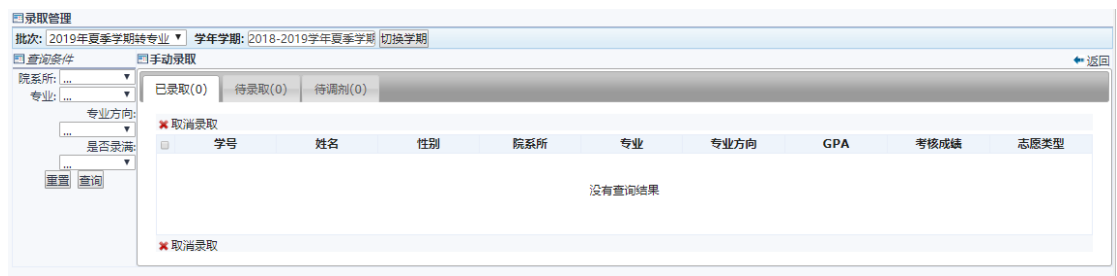 录取管理
批次: 2019年夏季学期转专业 学年学期: 2018-2019学年夏季学期 切换学期
查询条件
院系所: ...
专业: ...
专业方向:
...
是否录满:
...
重置 查询
手动录取 返回
已录取(0) 待录取(0) 待调剂(0)
取消录取
学号 姓名 性别 院系所 专业 专业方向 GPA 考核成绩 志愿类型
没有查询结果
取消录取